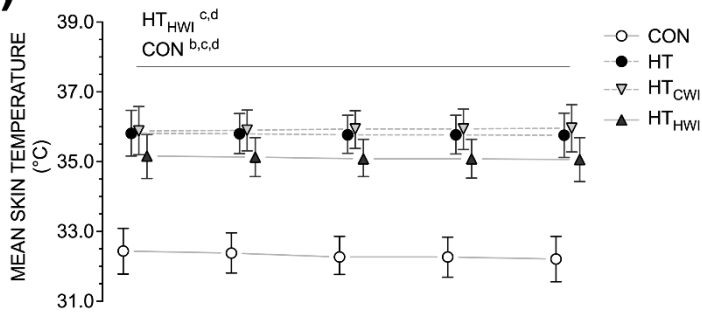 )
MEAN SKIN TEMPERATURE
(°C)
39.0
37.0
35.0
33.0
31.0
HT_HWI c,d
CON b,c,d
CON
HT
HT_CWI
HT_HWI